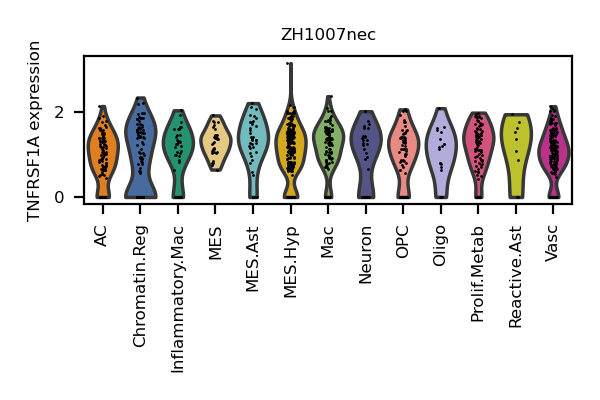 ZH1007nec
TNFRSF1A expression
2
0
AC
Chromatin.Reg
Inflammatory.Mac
MES
MES.Ast
MES.Hyp
Mac
Neuron
OPC
Oligo
Prolif.Metab
Reactive.Ast
Vasc